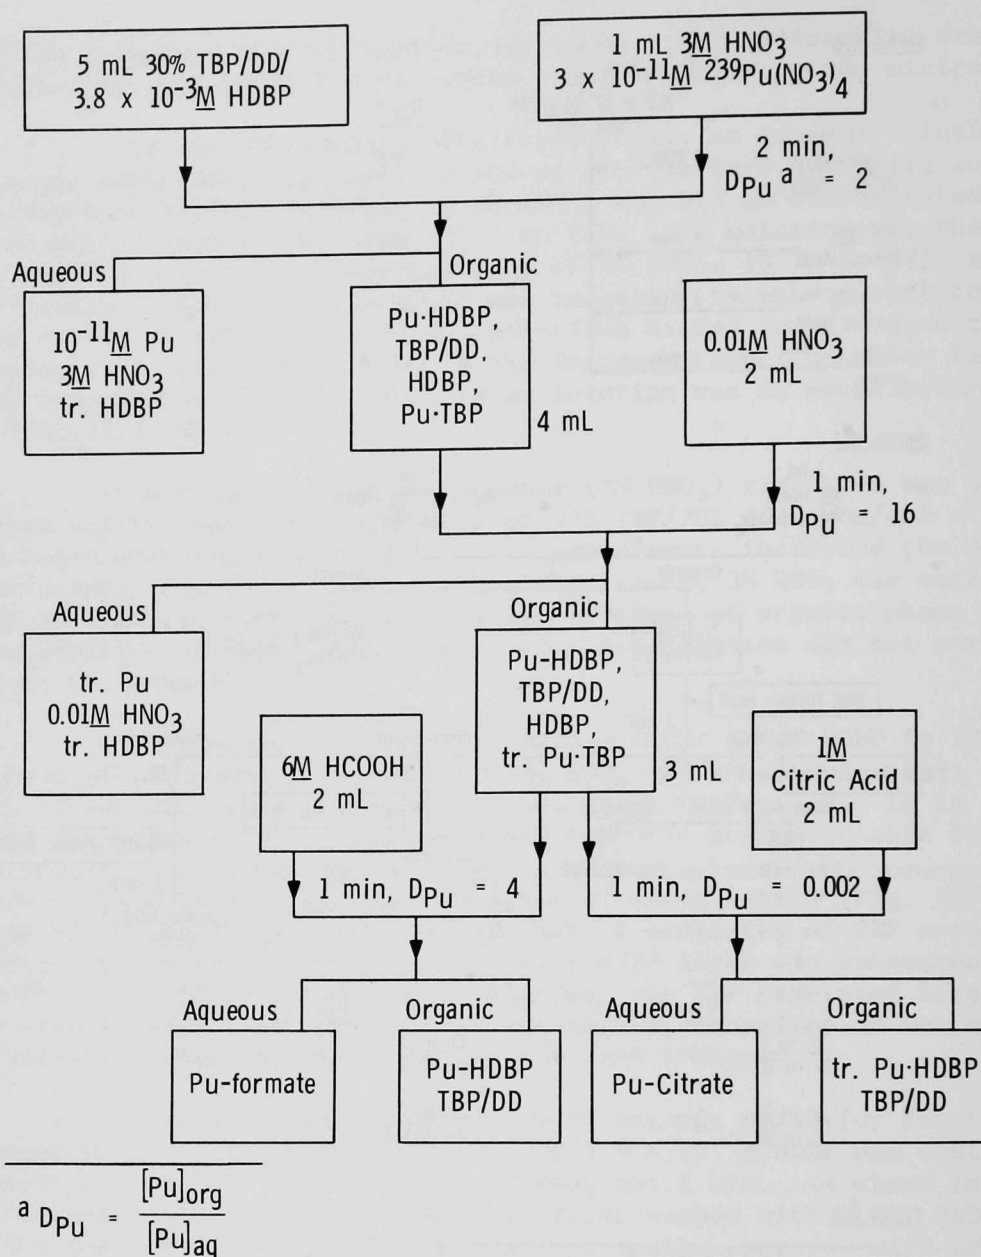 5 mL 30% TBP/DD/
3.8 x 10⁻³M HDBP
5 mL 3M HNO₃
3 x 10⁻¹¹M ²³⁹Pu(NO₃)₄
2 min,
D_Pu ᵃ = 2
Aqueous
Organic
10⁻¹¹M Pu
3M HNO₃
tr. HDBP
Pu·HDBP,
TBP/DD,
HDBP,
Pu·TBP
4 mL
0.01M HNO₃
2 mL
1 min,
D_Pu = 16
Aqueous
Organic
tr. Pu
0.01M HNO₃
tr. HDBP
Pu-HDBP,
TBP/DD,
HDBP,
tr. Pu·TBP
3 mL
6M HCOOH
2 mL
1M
Citric Acid
2 mL
1 min, D_Pu = 4
1 min, D_Pu = 0.002
Aqueous
Organic
Aqueous
Organic
Pu-formate
Pu-HDBP
TBP/DD
Pu-Citrate
tr. Pu·HDBP
TBP/DD
ᵃ D_Pu = [Pu]org
[Pu]aq